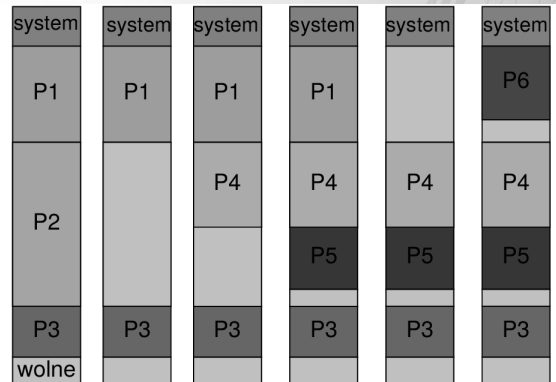 system system system system system system
P1 P1 P1 P1 P6
P4 P4 P4 P4
P2
P5 P5 P5
P3 P3 P3 P3 P3 P3
wolne